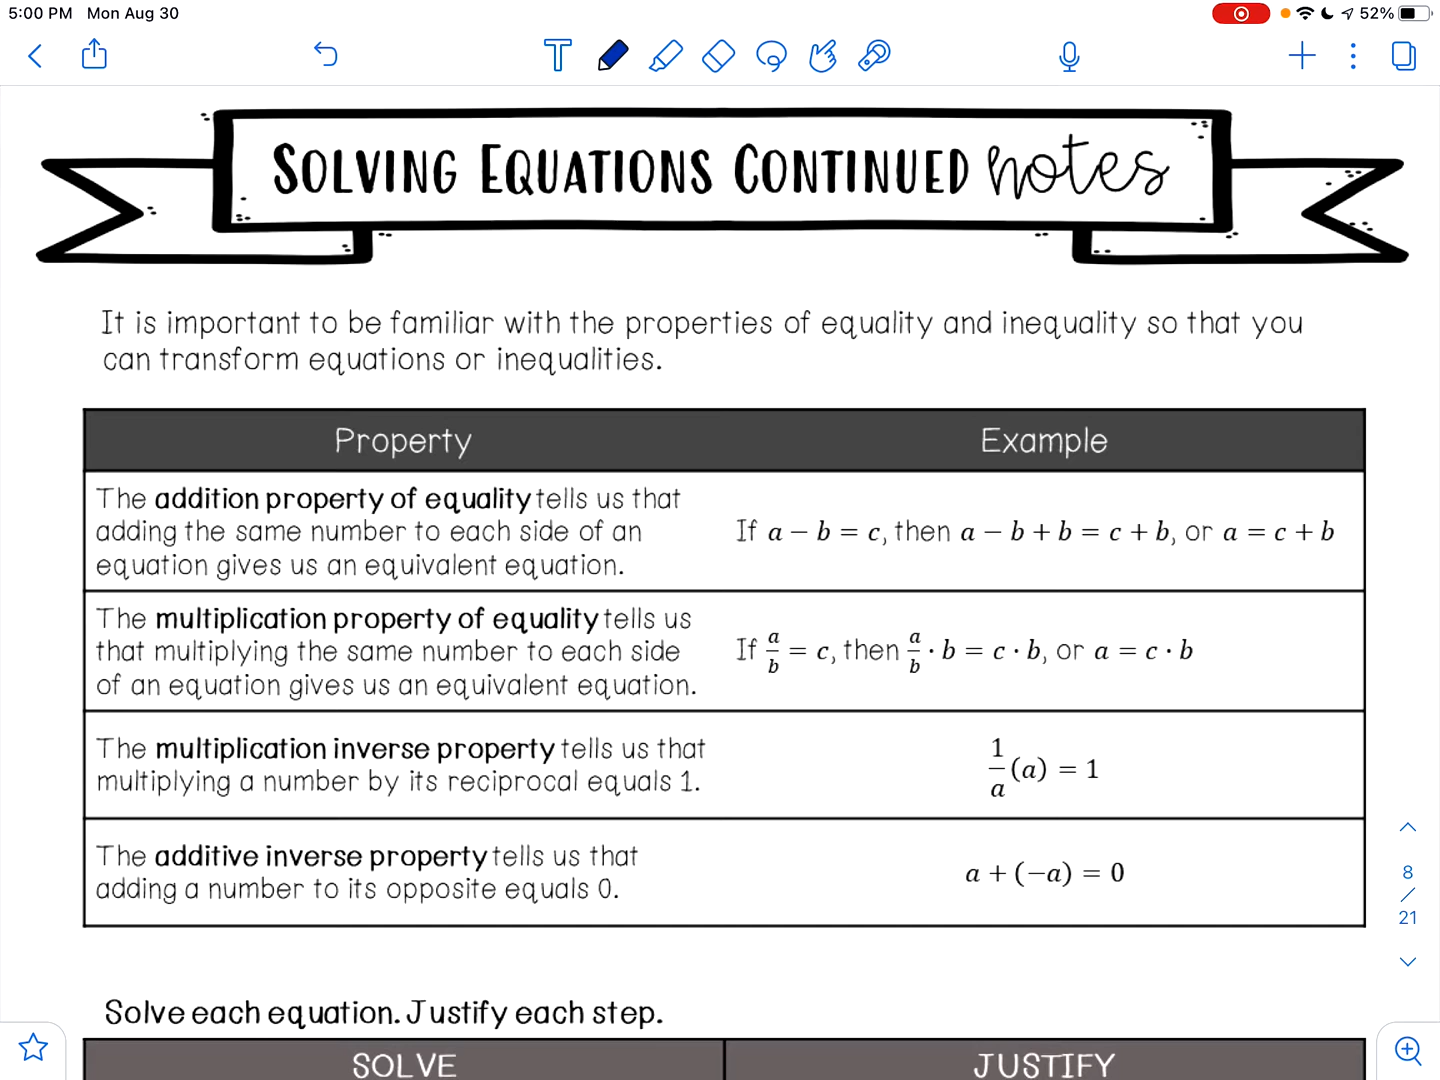 5:00 PM Mon Aug 30
52%
SOLVING EQUATIONS CONTINUED notes
It is important to be familiar with the properties of equality and inequality so that you
can transform equations or inequalities.
Property
Example
The addition property of equality tells us that
adding the same number to each side of an
equation gives us an equivalent equation.
If a − b = c, then a − b + b = c + b, or a = c + b
The multiplication property of equality tells us
that multiplying the same number to each side
of an equation gives us an equivalent equation.
If a/b = c, then a/b · b = c · b, or a = c · b
The multiplication inverse property tells us that
multiplying a number by its reciprocal equals 1.
1/a (a) = 1
The additive inverse property tells us that
adding a number to its opposite equals 0.
a + (−a) = 0
8
/
21
Solve each equation. Justify each step.
SOLVE
JUSTIFY